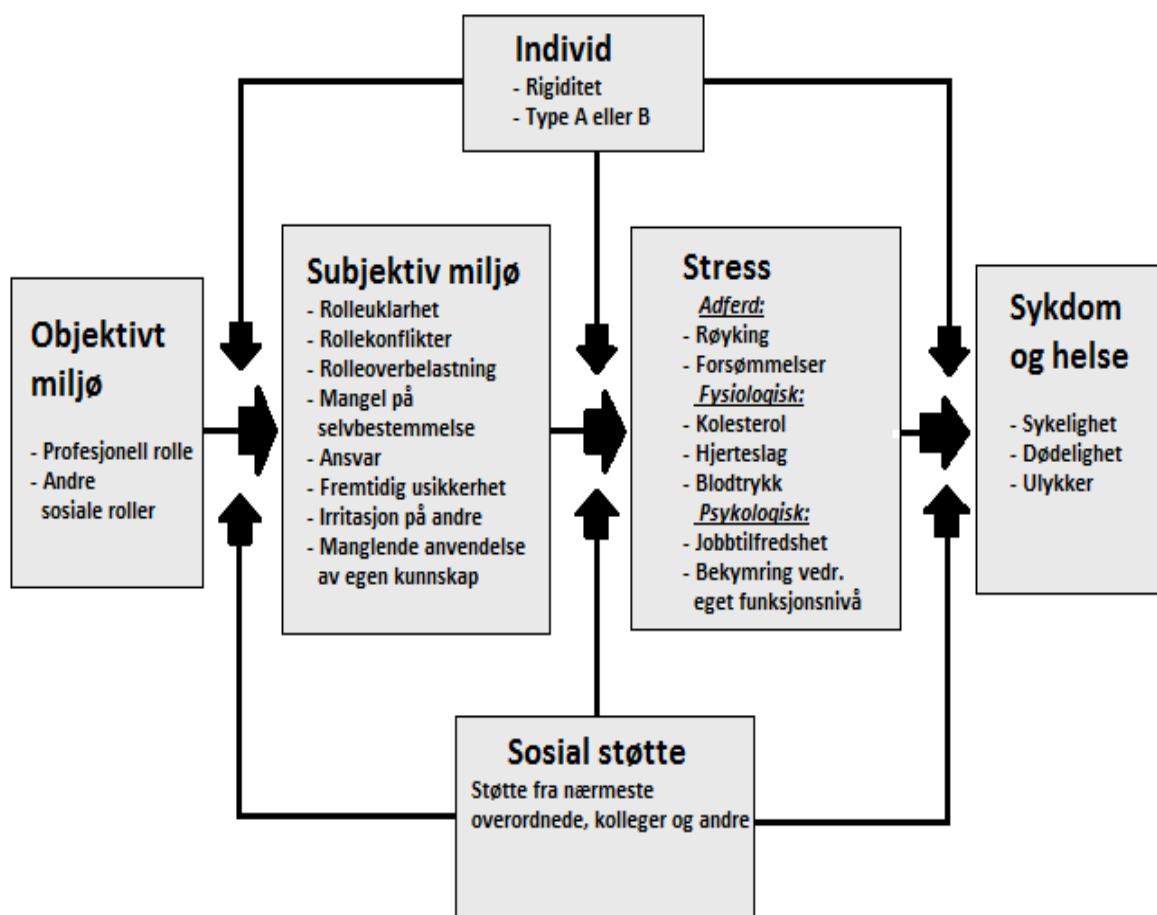 Individ
- Rigiditet
- Type A eller B
Objektivt
miljø
- Profesjonell rolle
- Andre
sosiale roller
Subjektiv miljø
- Rolleuklarhet
- Rollekonflikter
- Rolleoverbelastning
- Mangel på
selvbestemmelse
- Ansvar
- Fremtidig usikkerhet
- Irritasjon på andre
- Manglende anvendelse
av egen kunnskap
Stress
Adferd:
- Røyking
- Forsømmelser
Fysiologisk:
- Kolesterol
- Hjerteslag
- Blodtrykk
Psykologisk:
- Jobbtilfredshet
- Bekymring vedr.
eget funksjonsnivå
Sykdom
og helse
- Sykelighet
- Dødelighet
- Ulykker
Sosial støtte
Støtte fra nærmeste
overordnede, kolleger og andre